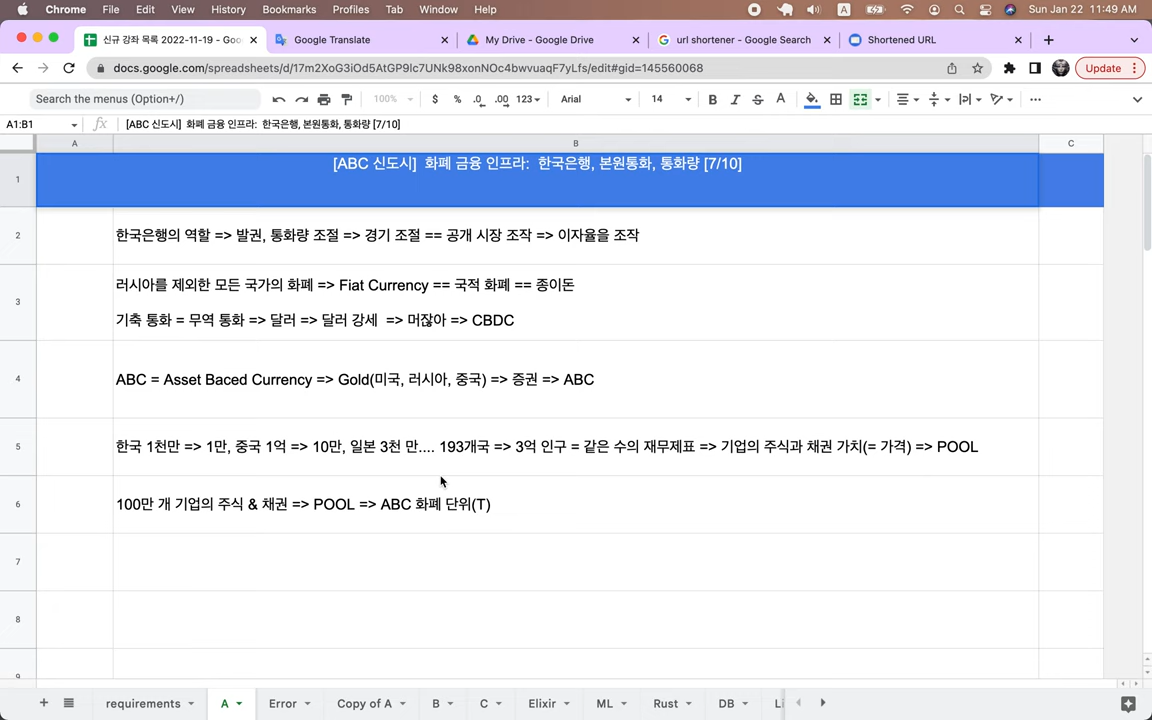 Chrome File Edit View History Bookmarks Profiles Tab Window Help
A
Sun Jan 22 11:49 AM
신규 강좌 목록 2022-11-19 - Goo
Google Translate
My Drive - Google Drive
url shortener - Google Search
Shortened URL
docs.google.com/spreadsheets/d/17m2XoG3iOd5AtGP9lc7UNk98xonNOc4bwvuaqF7yLfs/edit#gid=145560068
Update
Search the menus (Option+/)
100% $ % .0 .00 123 Arial 14 B I S A
A1:B1
fx
[ABC 신도시] 화폐 금융 인프라: 한국은행, 본원통화, 통화량 [7/10]
A B C
1
[ABC 신도시] 화폐 금융 인프라: 한국은행, 본원통화, 통화량 [7/10]
2
한국은행의 역할 => 발권, 통화량 조절 => 경기 조절 == 공개 시장 조작 => 이자율을 조작
3
러시아를 제외한 모든 국가의 화폐 => Fiat Currency == 국적 화폐 == 종이돈
기축 통화 = 무역 통화 => 달러 => 달러 강세 => 머잖아 => CBDC
4
ABC = Asset Baced Currency => Gold(미국, 러시아, 중국) => 증권 => ABC
5
한국 1천만 => 1만, 중국 1억 => 10만, 일본 3천 만.... 193개국 => 3억 인구 = 같은 수의 재무제표 => 기업의 주식과 채권 가치(= 가격) => POOL
6
100만 개 기업의 주식 & 채권 => POOL => ABC 화폐 단위(T)
7
8
9
requirements A Error Copy of A B C Elixir ML Rust DB Li